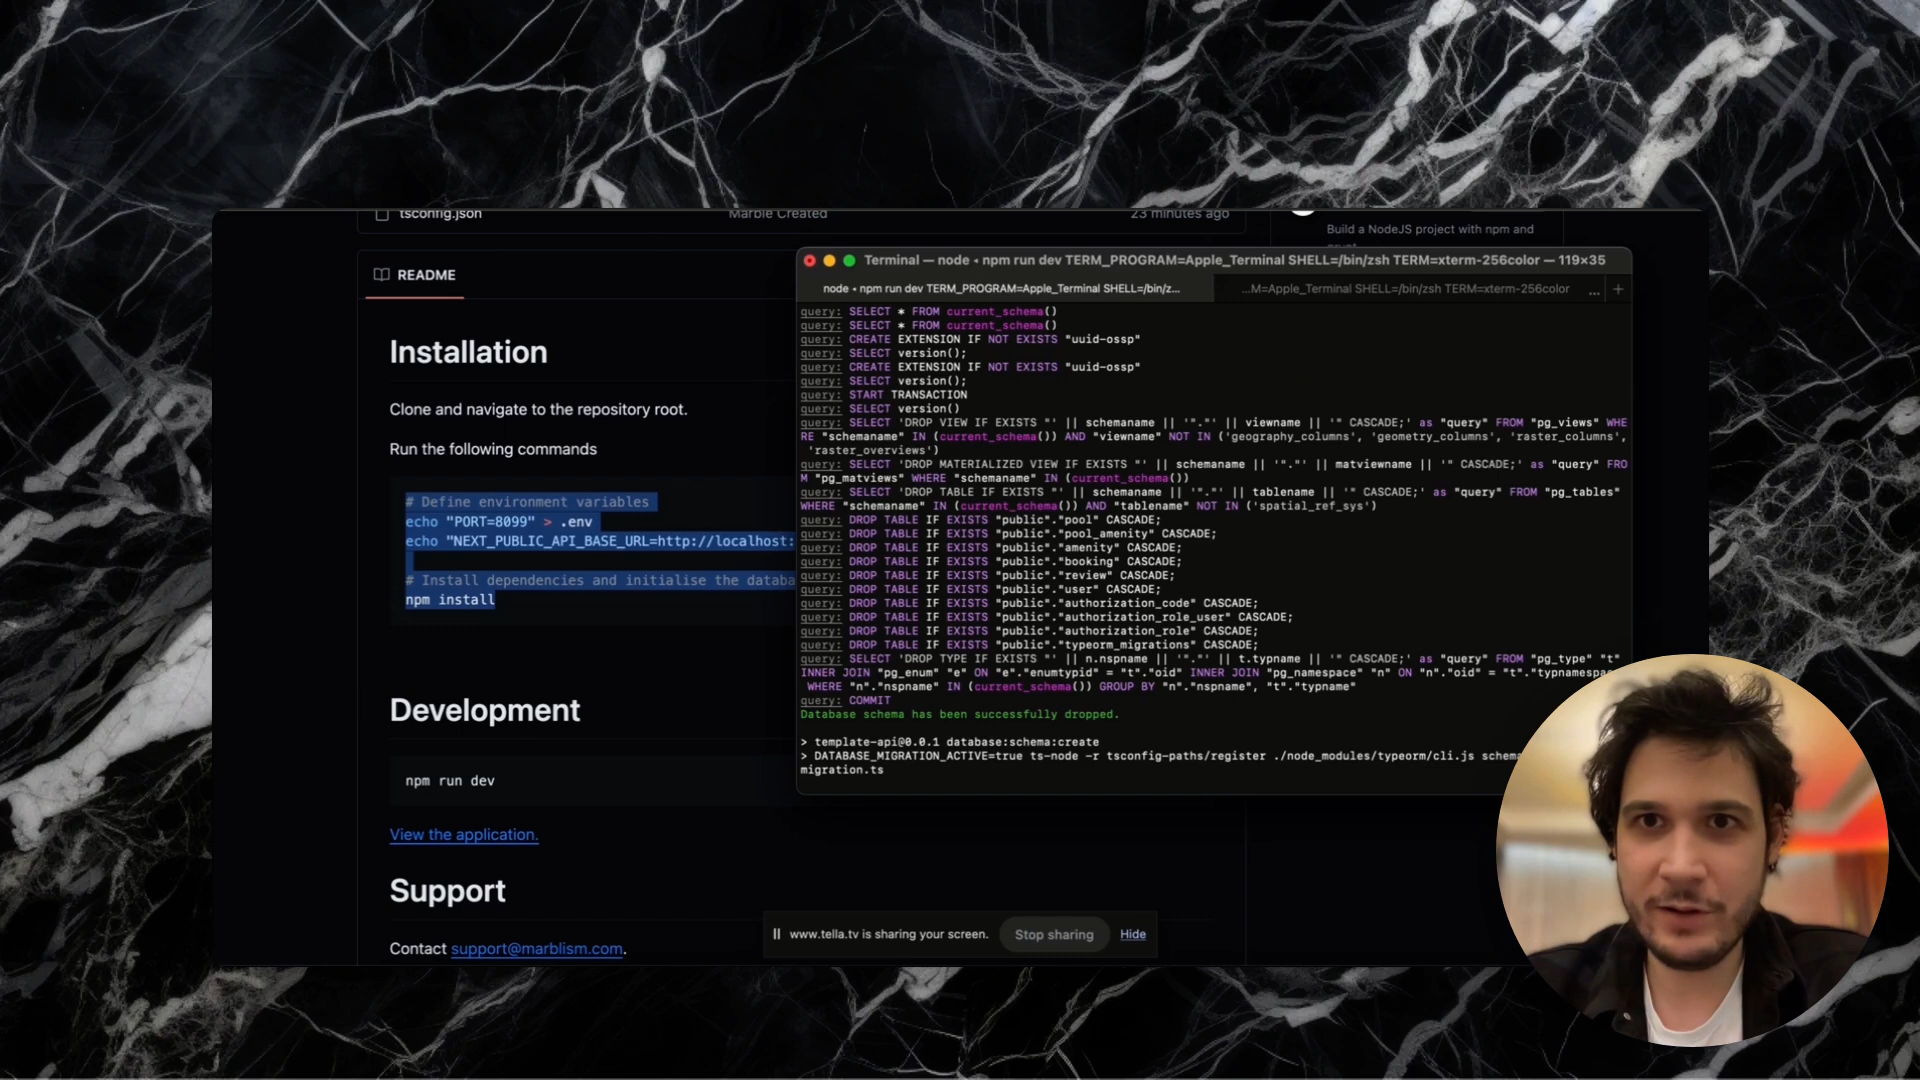 tsconfig.json
Marble Created
23 minutes ago
Build a NodeJS project with npm and
README
Installation
Clone and navigate to the repository root.
Run the following commands
# Define environment variables
echo "PORT=8099" > .env
echo "NEXT_PUBLIC_API_BASE_URL=http://localhost:
# Install dependencies and initialise the databa
npm install
Development
npm run dev
View the application.
Support
Contact support@marblism.com.
Terminal — node ◂ npm run dev TERM_PROGRAM=Apple_Terminal SHELL=/bin/zsh TERM=xterm-256color — 119×35
node ◂ npm run dev TERM_PROGRAM=Apple_Terminal SHELL=/bin/z...
...M=Apple_Terminal SHELL=/bin/zsh TERM=xterm-256color ... +
query: SELECT * FROM current_schema()
query: SELECT * FROM current_schema()
query: CREATE EXTENSION IF NOT EXISTS "uuid-ossp"
query: SELECT version();
query: CREATE EXTENSION IF NOT EXISTS "uuid-ossp"
query: SELECT version();
query: START TRANSACTION
query: SELECT version()
query: SELECT 'DROP VIEW IF EXISTS "' || schemaname || '"."' || viewname || '" CASCADE;' as "query" FROM "pg_views" WHE
RE "schemaname" IN (current_schema()) AND "viewname" NOT IN ('geography_columns', 'geometry_columns', 'raster_columns',
'raster_overviews')
query: SELECT 'DROP MATERIALIZED VIEW IF EXISTS "' || schemaname || '"."' || matviewname || '" CASCADE;' as "query" FRO
M "pg_matviews" WHERE "schemaname" IN (current_schema())
query: SELECT 'DROP TABLE IF EXISTS "' || schemaname || '"."' || tablename || '" CASCADE;' as "query" FROM "pg_tables"
WHERE "schemaname" IN (current_schema()) AND "tablename" NOT IN ('spatial_ref_sys')
query: DROP TABLE IF EXISTS "public"."pool" CASCADE;
query: DROP TABLE IF EXISTS "public"."pool_amenity" CASCADE;
query: DROP TABLE IF EXISTS "public"."amenity" CASCADE;
query: DROP TABLE IF EXISTS "public"."booking" CASCADE;
query: DROP TABLE IF EXISTS "public"."review" CASCADE;
query: DROP TABLE IF EXISTS "public"."user" CASCADE;
query: DROP TABLE IF EXISTS "public"."authorization_code" CASCADE;
query: DROP TABLE IF EXISTS "public"."authorization_role_user" CASCADE;
query: DROP TABLE IF EXISTS "public"."authorization_role" CASCADE;
query: DROP TABLE IF EXISTS "public"."typeorm_migrations" CASCADE;
query: SELECT 'DROP TYPE IF EXISTS "' || n.nspname || '"."' || t.typname || '" CASCADE;' as "query" FROM "pg_type" "t"
INNER JOIN "pg_enum" "e" ON "e"."enumtypid" = "t"."oid" INNER JOIN "pg_namespace" "n" ON "n"."oid" = "t"."typnamespac
WHERE "n"."nspname" IN (current_schema()) GROUP BY "n"."nspname", "t"."typname"
query: COMMIT
Database schema has been successfully dropped.
> template-api@0.0.1 database:schema:create
> DATABASE_MIGRATION_ACTIVE=true ts-node -r tsconfig-paths/register ./node_modules/typeorm/cli.js schema
migration.ts
www.tella.tv is sharing your screen.
Stop sharing
Hide